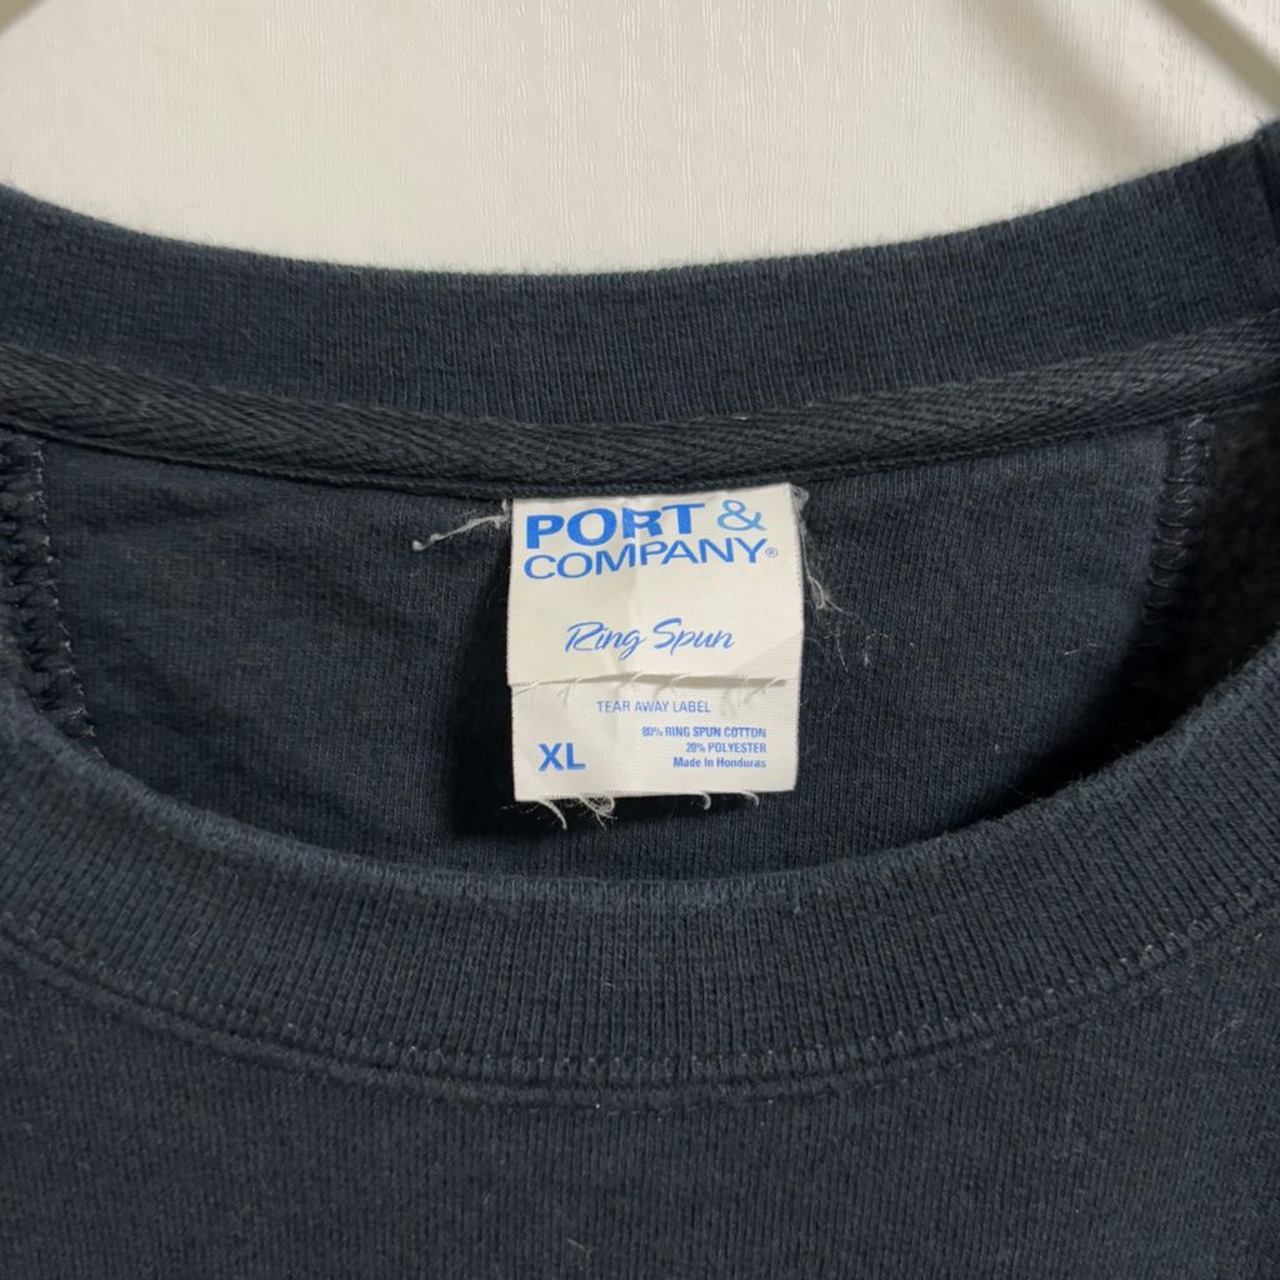 PORT &
COMPANY®
Ring Spun
TEAR AWAY LABEL
80% RING SPUN COTTON
20% POLYESTER
XL
Made In Honduras